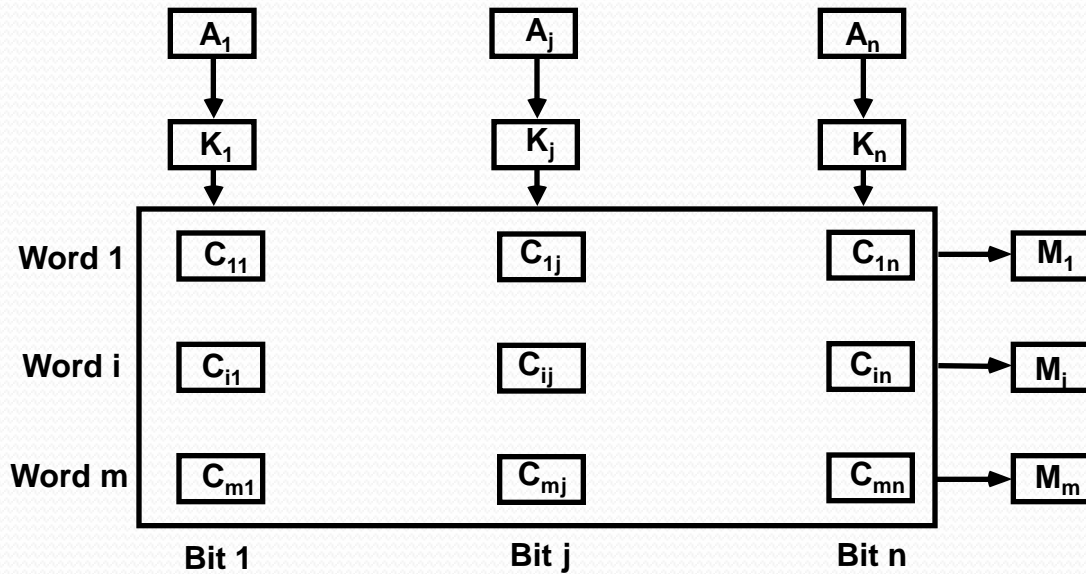 A₁ Aⱼ Aₙ
K₁ Kⱼ Kₙ
Word 1 C₁₁ C₁ⱼ C₁ₙ M₁
Word i Cᵢ₁ Cᵢⱼ Cᵢₙ Mᵢ
Word m Cₘ₁ Cₘⱼ Cₘₙ Mₘ
Bit 1 Bit j Bit n